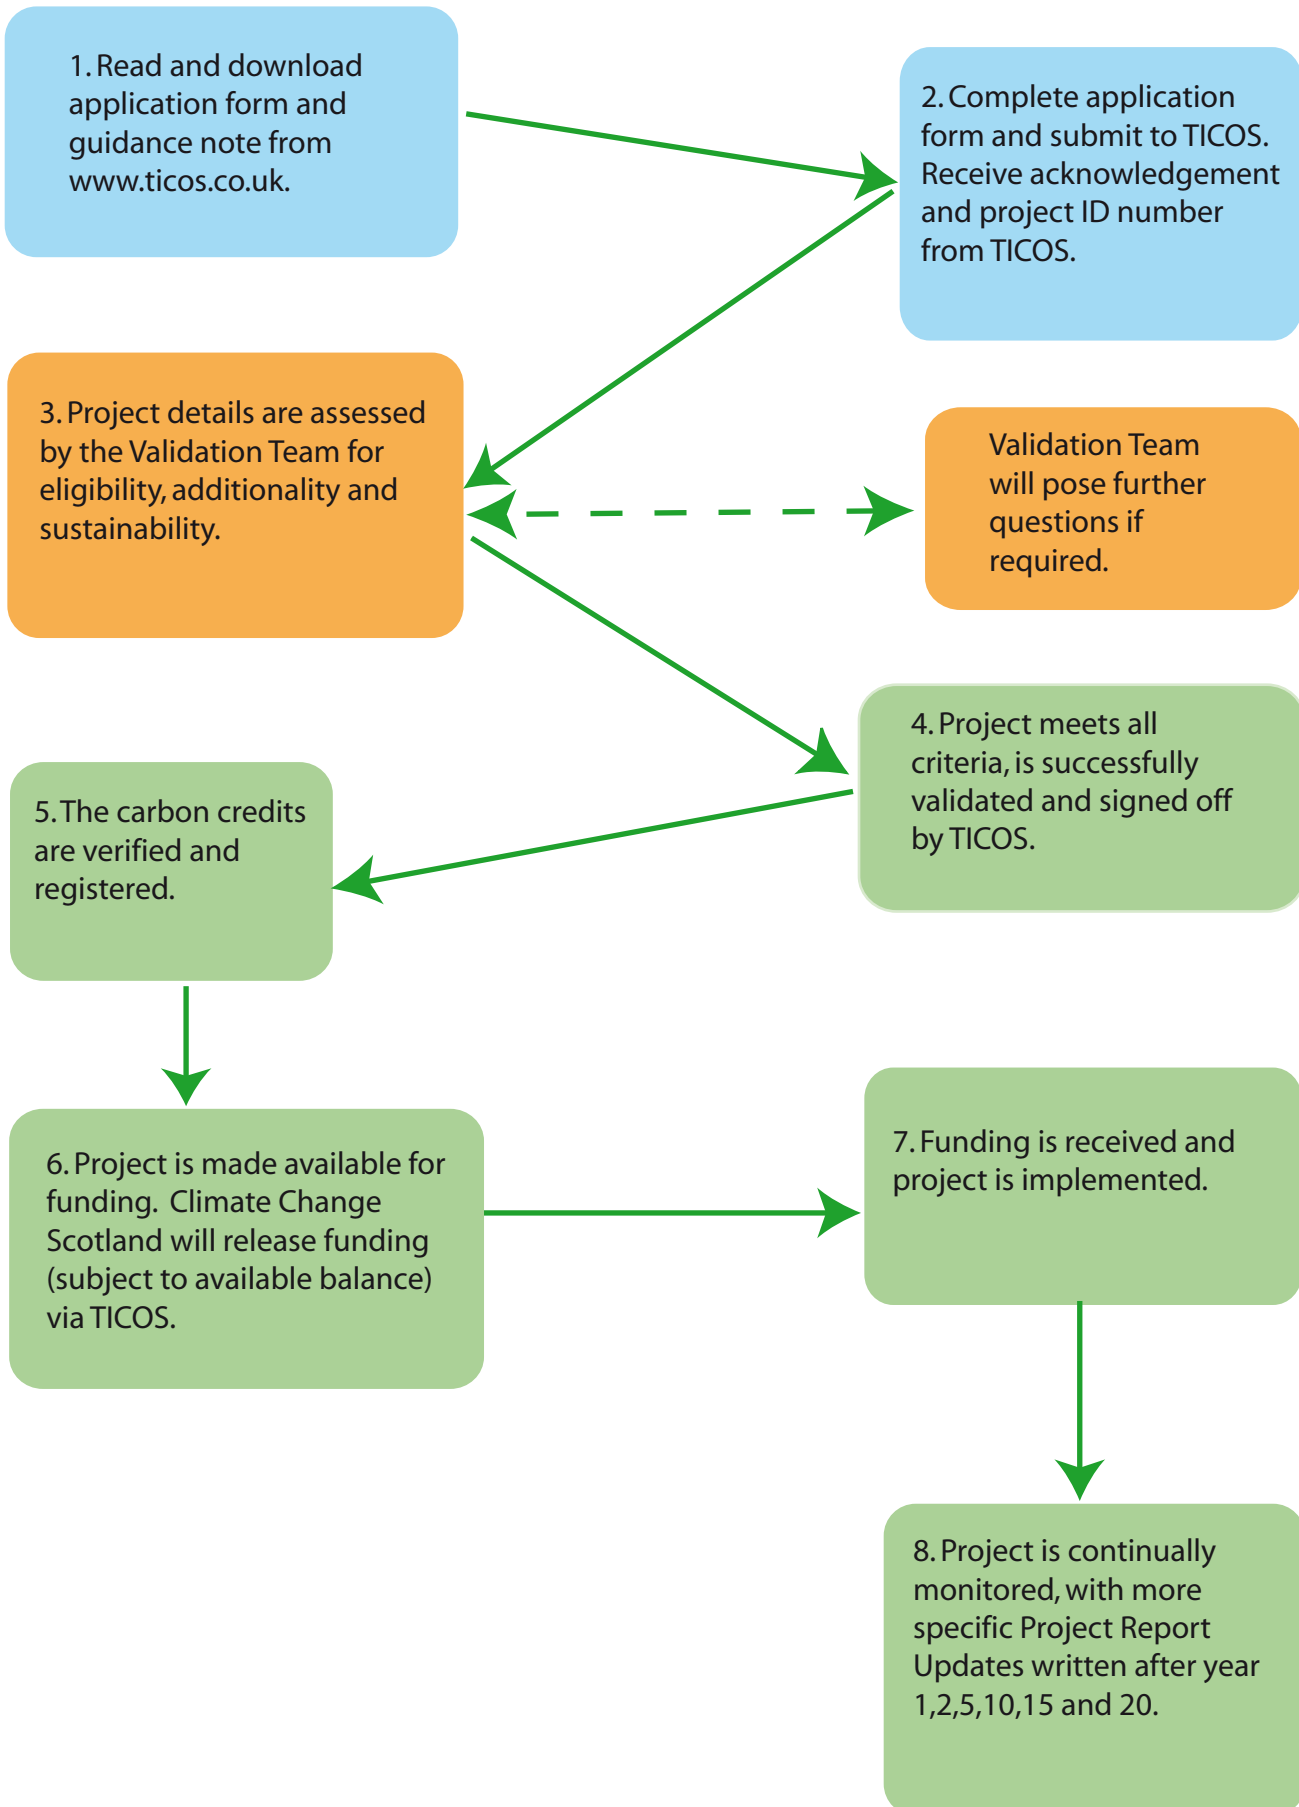 1. Read and download
application form and
guidance note from
www.ticos.co.uk.
2. Complete application
form and submit to TICOS.
Receive acknowledgement
and project ID number
from TICOS.
3. Project details are assessed
by the Validation Team for
eligibility, additionality and
sustainability.
Validation Team
will pose further
questions if
required.
4. Project meets all
criteria, is successfully
validated and signed off
by TICOS.
5. The carbon credits
are verified and
registered.
6. Project is made available for
funding. Climate Change
Scotland will release funding
(subject to available balance)
via TICOS.
7. Funding is received and
project is implemented.
8. Project is continually
monitored, with more
specific Project Report
Updates written after year
1,2,5,10,15 and 20.